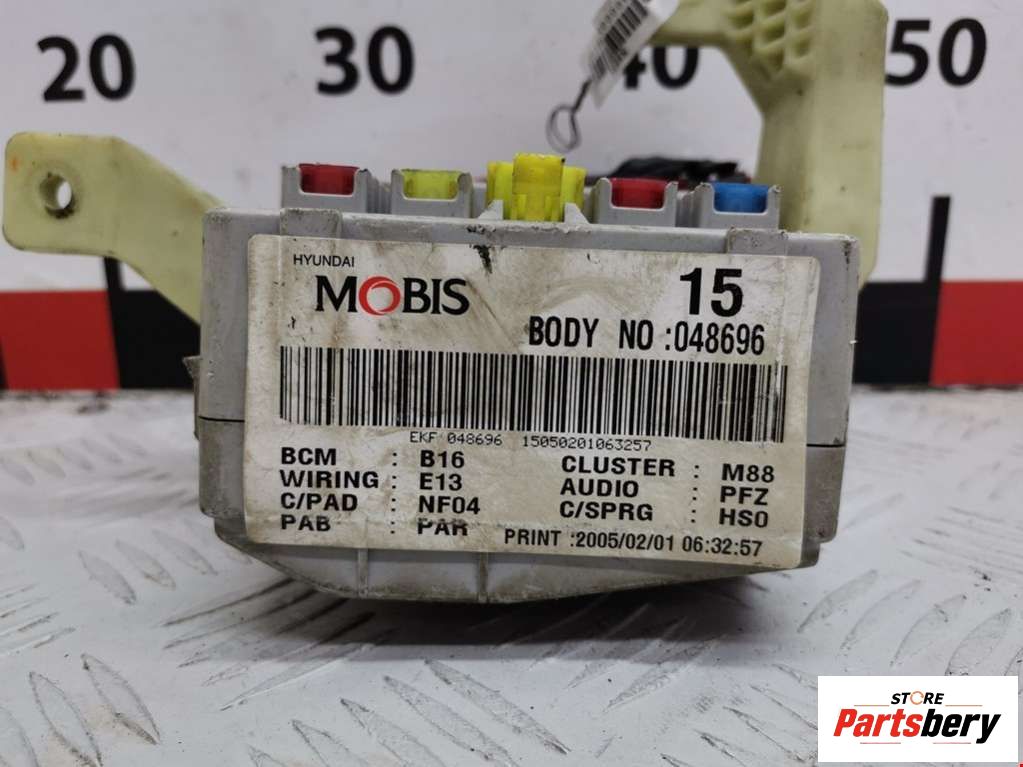 20 30 40 50
HYUNDAI
MOBIS 15
BODY NO :048696
EKF 048696 15050201063257
BCM : B16 CLUSTER : M88
WIRING : E13 AUDIO : PFZ
C/PAD : NF04 C/SPRG : HS0
PAB : PAR PRINT :2005/02/01 06:32:57
STORE
Partsbery